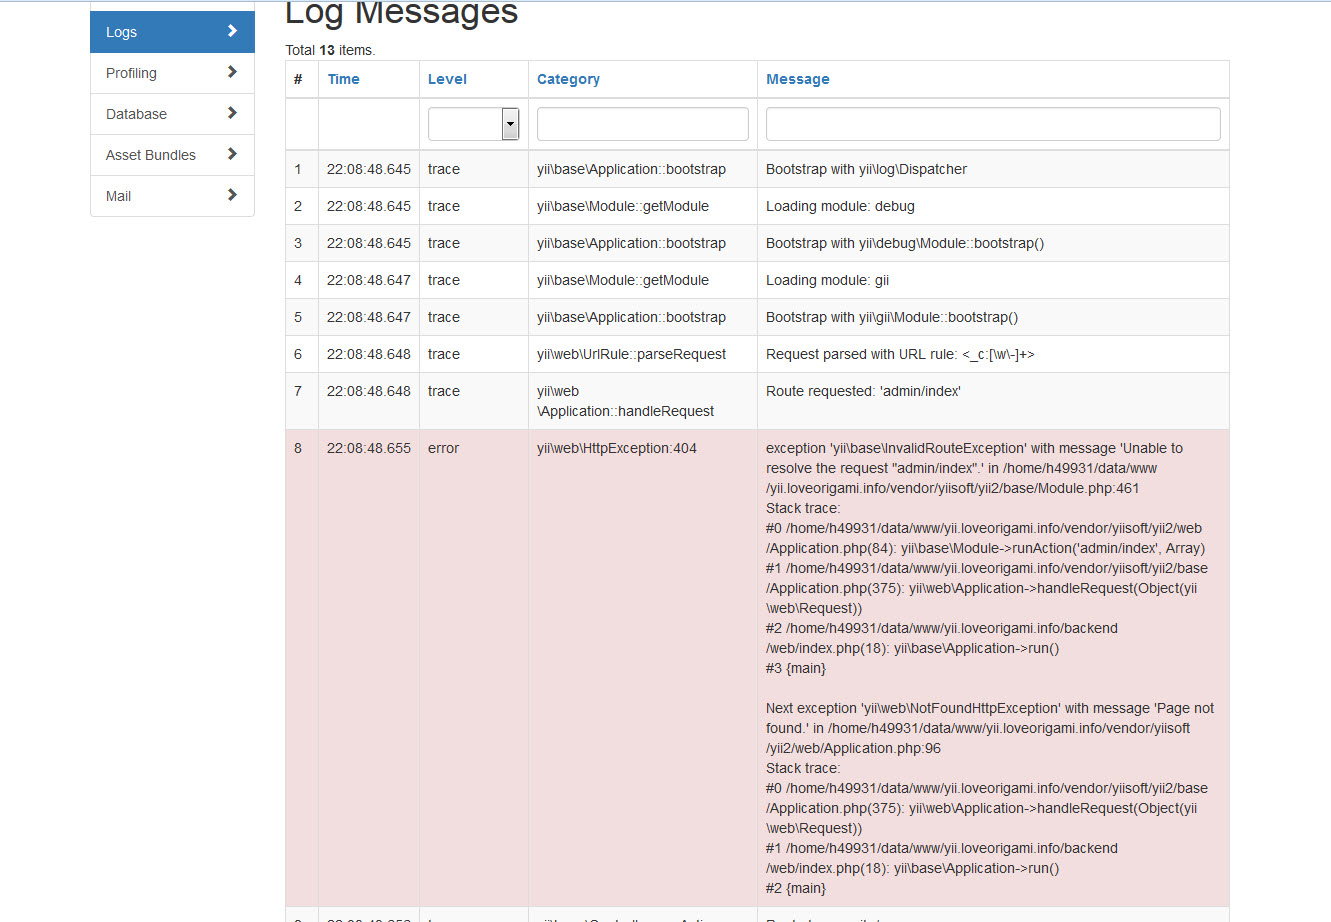 Log Messages
Logs
Profiling
Database
Asset Bundles
Mail
Total 13 items.
# Time Level Category Message
1 22:08:48.645 trace yii\base\Application::bootstrap Bootstrap with yii\log\Dispatcher
2 22:08:48.645 trace yii\base\Module::getModule Loading module: debug
3 22:08:48.645 trace yii\base\Application::bootstrap Bootstrap with yii\debug\Module::bootstrap()
4 22:08:48.647 trace yii\base\Module::getModule Loading module: gii
5 22:08:48.647 trace yii\base\Application::bootstrap Bootstrap with yii\gii\Module::bootstrap()
6 22:08:48.648 trace yii\web\UrlRule::parseRequest Request parsed with URL rule: <_c:[\w\-]+>
7 22:08:48.648 trace yii\web Route requested: 'admin/index'
\Application::handleRequest
8 22:08:48.655 error yii\web\HttpException:404 exception 'yii\base\InvalidRouteException' with message 'Unable to
resolve the request "admin/index".' in /home/h49931/data/www
/yii.loveorigami.info/vendor/yiisoft/yii2/base/Module.php:461
Stack trace:
#0 /home/h49931/data/www/yii.loveorigami.info/vendor/yiisoft/yii2/web
/Application.php(84): yii\base\Module->runAction('admin/index', Array)
#1 /home/h49931/data/www/yii.loveorigami.info/vendor/yiisoft/yii2/base
/Application.php(375): yii\web\Application->handleRequest(Object(yii
\web\Request))
#2 /home/h49931/data/www/yii.loveorigami.info/backend
/web/index.php(18): yii\base\Application->run()
#3 {main}
Next exception 'yii\web\NotFoundHttpException' with message 'Page not
found.' in /home/h49931/data/www/yii.loveorigami.info/vendor/yiisoft
/yii2/web/Application.php:96
Stack trace:
#0 /home/h49931/data/www/yii.loveorigami.info/vendor/yiisoft/yii2/base
/Application.php(375): yii\web\Application->handleRequest(Object(yii
\web\Request))
#1 /home/h49931/data/www/yii.loveorigami.info/backend
/web/index.php(18): yii\base\Application->run()
#2 {main}